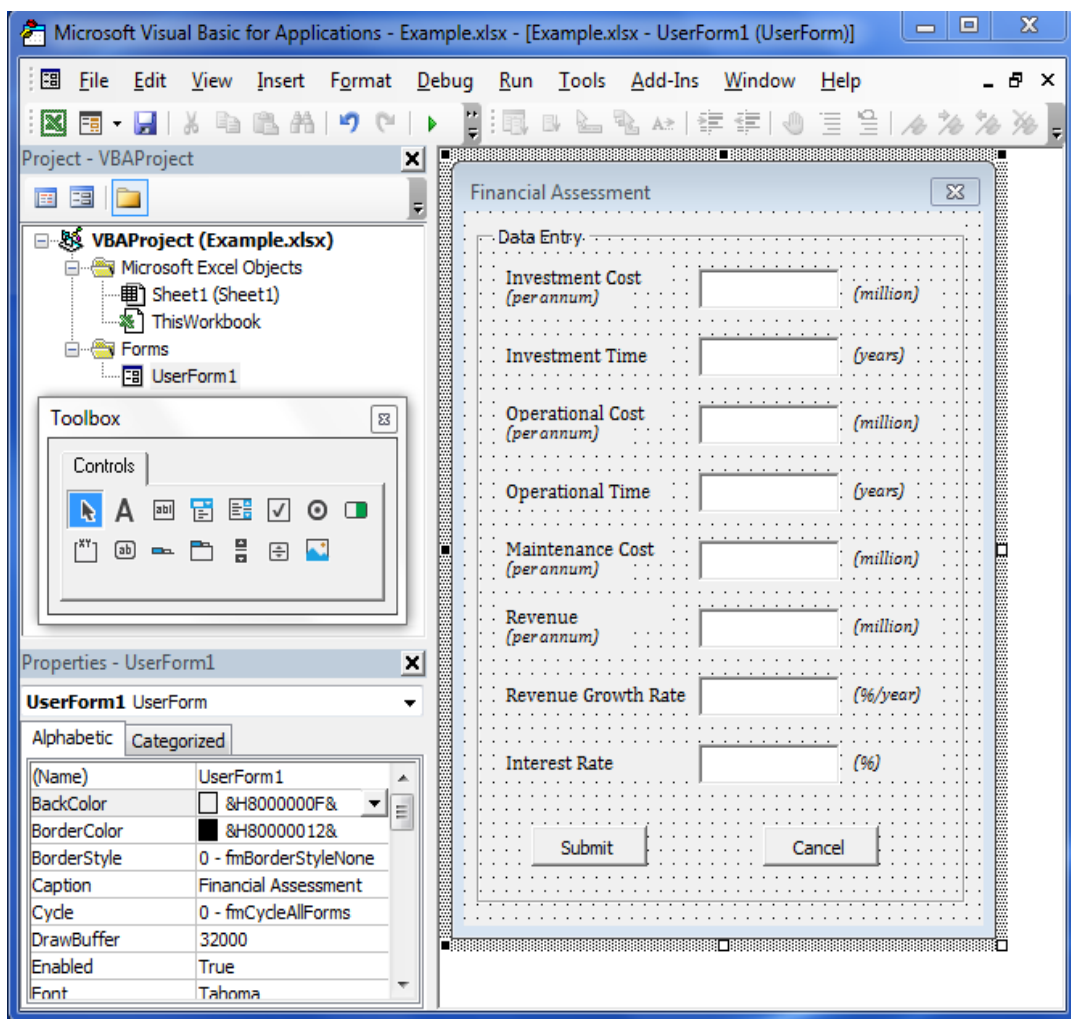 Microsoft Visual Basic for Applications - Example.xlsx - [Example.xlsx - UserForm1 (UserForm)]
File Edit View Insert Format Debug Run Tools Add-Ins Window Help
Project - VBAProject
VBAProject (Example.xlsx)
Microsoft Excel Objects
Sheet1 (Sheet1)
ThisWorkbook
Forms
UserForm1
Toolbox
Controls
A abl
XY ab
Properties - UserForm1
UserForm1 UserForm
Alphabetic Categorized
(Name) UserForm1
BackColor &H8000000F&
BorderColor &H80000012&
BorderStyle 0 - fmBorderStyleNone
Caption Financial Assessment
Cycle 0 - fmCycleAllForms
DrawBuffer 32000
Enabled True
Font Tahoma
Financial Assessment
Data Entry
Investment Cost
(per annum) (million)
Investment Time (years)
Operational Cost
(per annum) (million)
Operational Time (years)
Maintenance Cost
(per annum) (million)
Revenue
(per annum) (million)
Revenue Growth Rate (%/year)
Interest Rate (%)
Submit Cancel